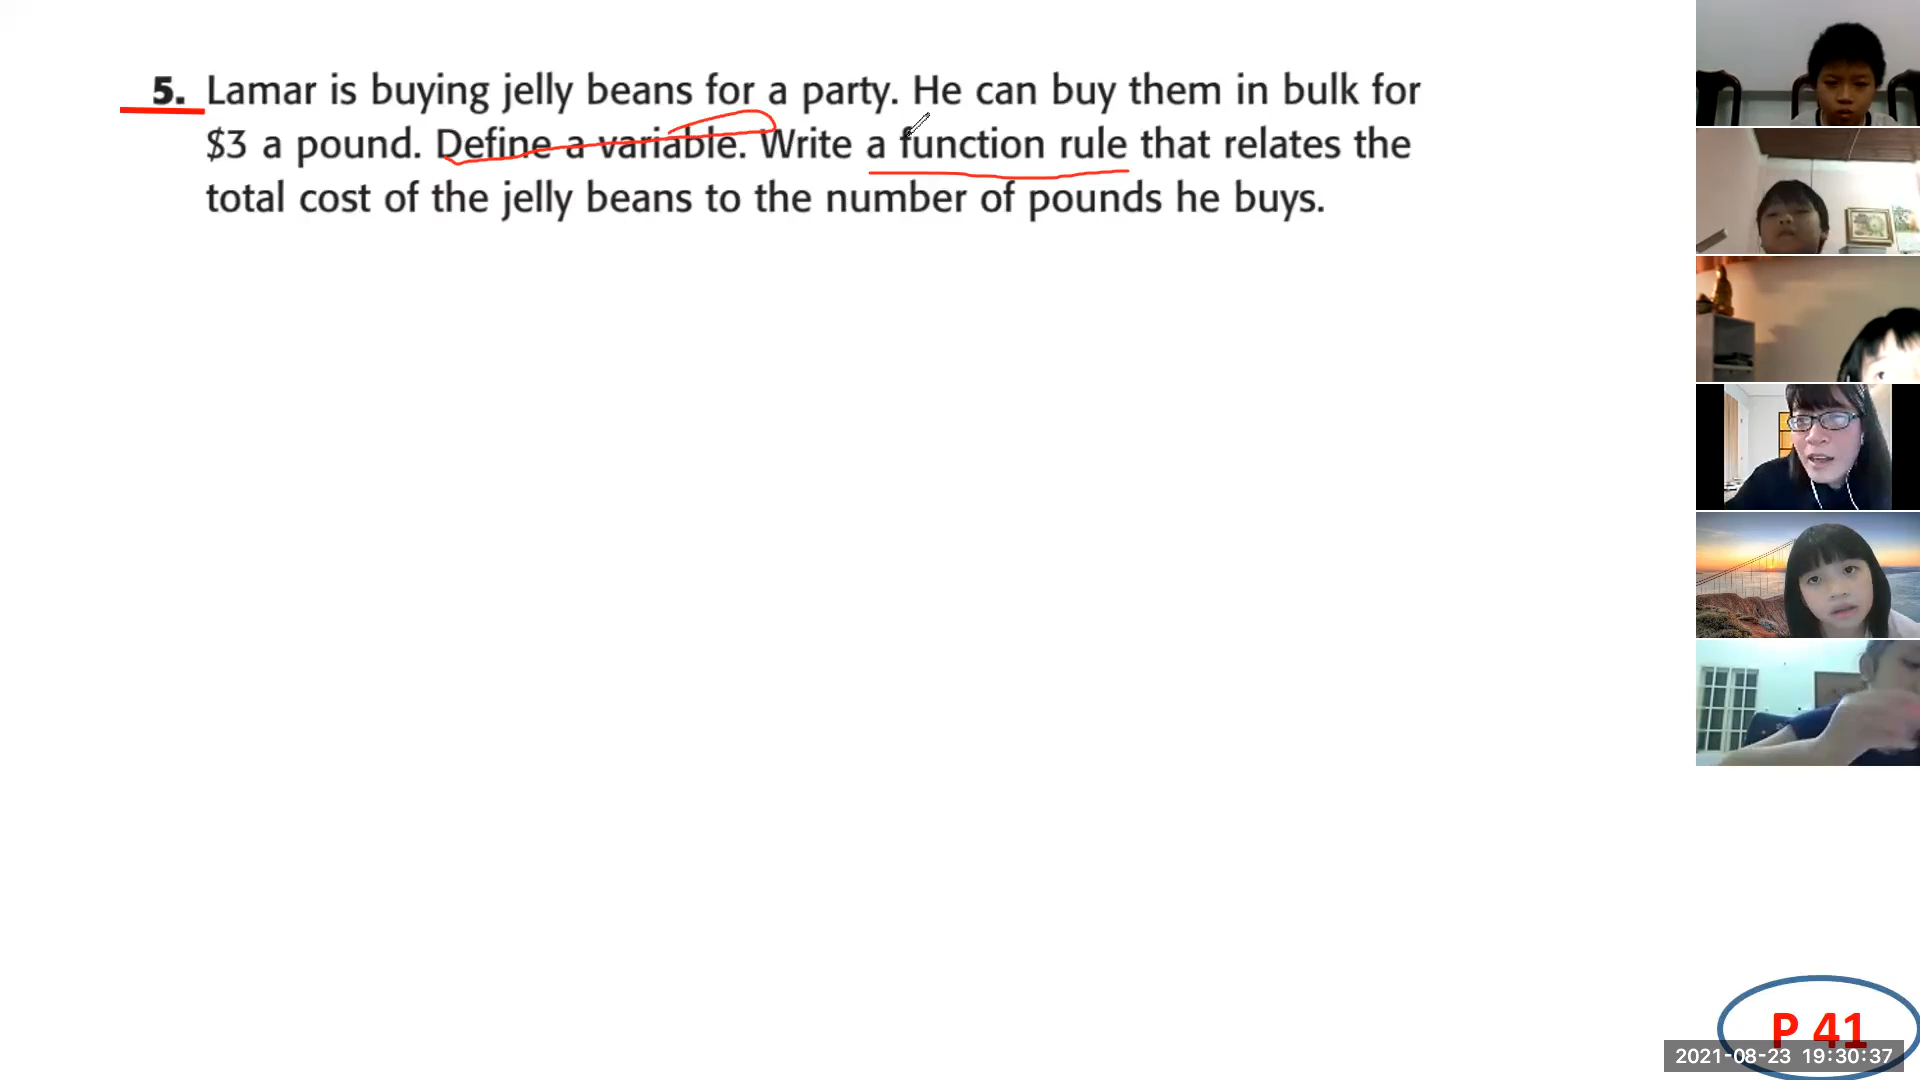 5. Lamar is buying jelly beans for a party. He can buy them in bulk for
$3 a pound. Define a variable. Write a function rule that relates the
total cost of the jelly beans to the number of pounds he buys.
P 41
2021-08-23 19:30:37